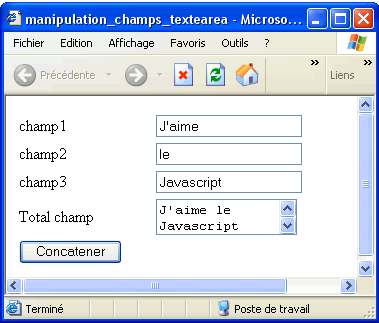 manipulation_champs_textearea - Microso...
Fichier Edition Affichage Favoris Outils ?
Précédente Liens
champ1 J'aime
champ2 le
champ3 Javascript
Total champ J'aime le
Javascript
Concatener
Terminé Poste de travail